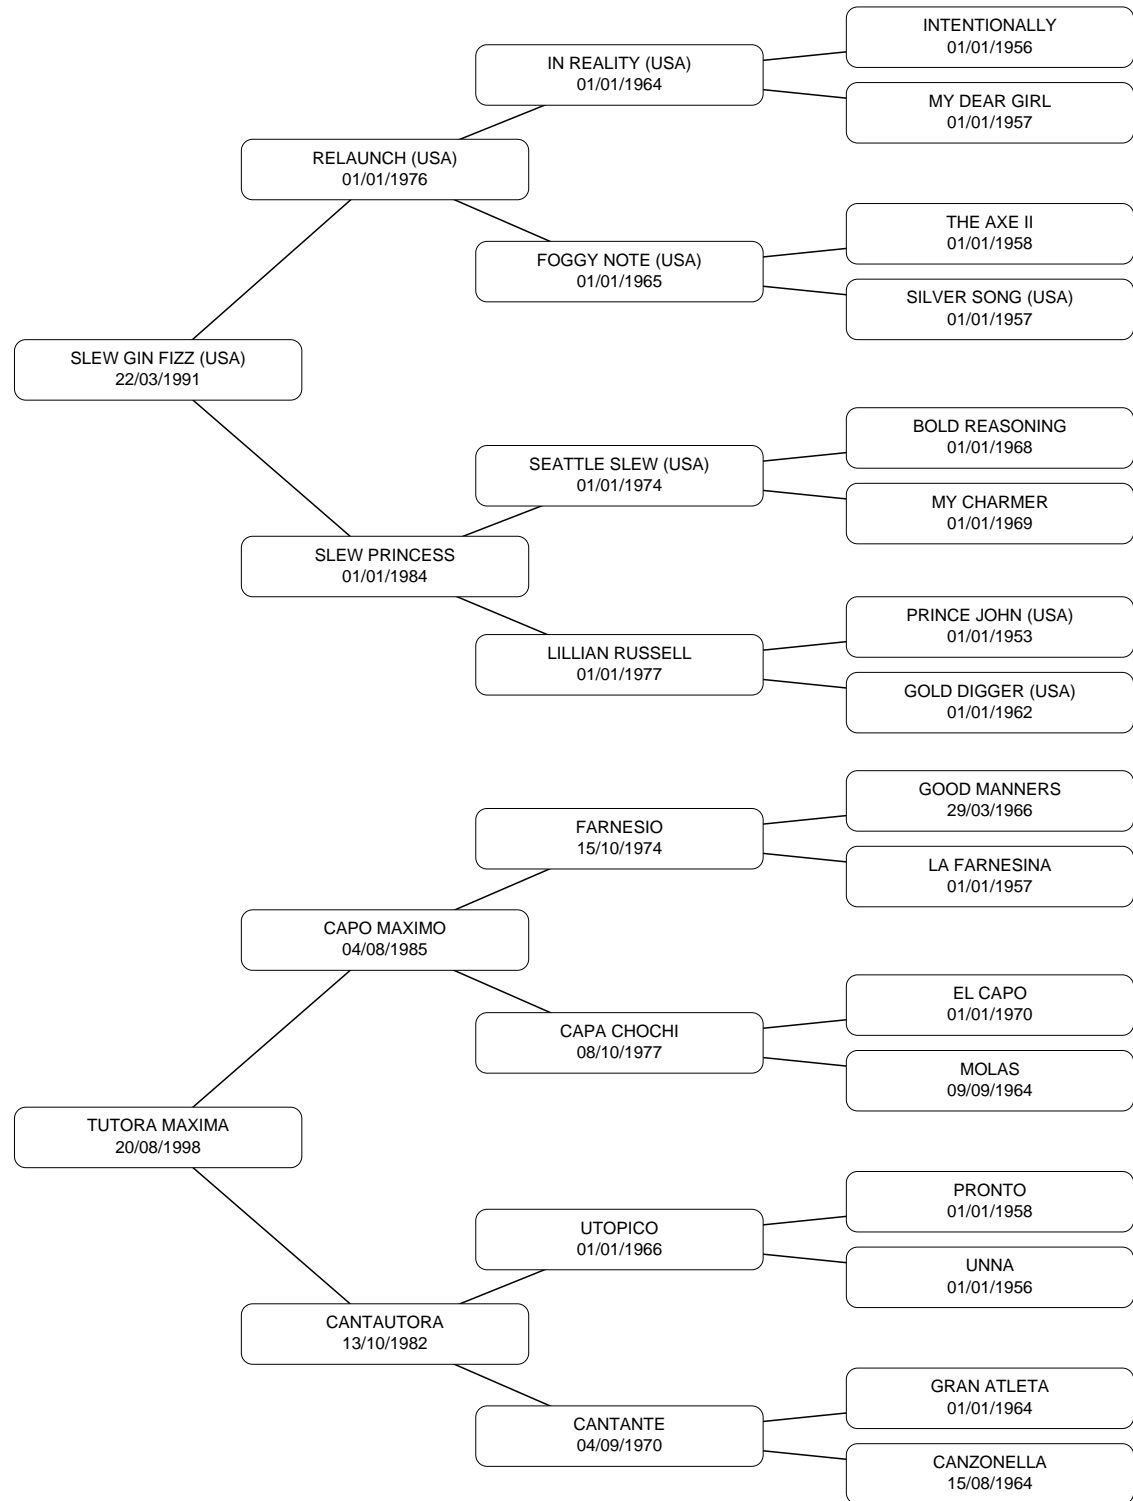 INTENTIONALLY
01/01/1956
IN REALITY (USA)
01/01/1964
MY DEAR GIRL
01/01/1957
RELAUNCH (USA)
01/01/1976
THE AXE II
01/01/1958
FOGGY NOTE (USA)
01/01/1965
SILVER SONG (USA)
01/01/1957
SLEW GIN FIZZ (USA)
22/03/1991
BOLD REASONING
01/01/1968
SEATTLE SLEW (USA)
01/01/1974
MY CHARMER
01/01/1969
SLEW PRINCESS
01/01/1984
PRINCE JOHN (USA)
01/01/1953
LILLIAN RUSSELL
01/01/1977
GOLD DIGGER (USA)
01/01/1962
GOOD MANNERS
29/03/1966
FARNESIO
15/10/1974
LA FARNESINA
01/01/1957
CAPO MAXIMO
04/08/1985
EL CAPO
01/01/1970
CAPA CHOCHI
08/10/1977
MOLAS
09/09/1964
TUTORA MAXIMA
20/08/1998
PRONTO
01/01/1958
UTOPICO
01/01/1966
UNNA
01/01/1956
CANTAUTORA
13/10/1982
GRAN ATLETA
01/01/1964
CANTANTE
04/09/1970
CANZONELLA
15/08/1964